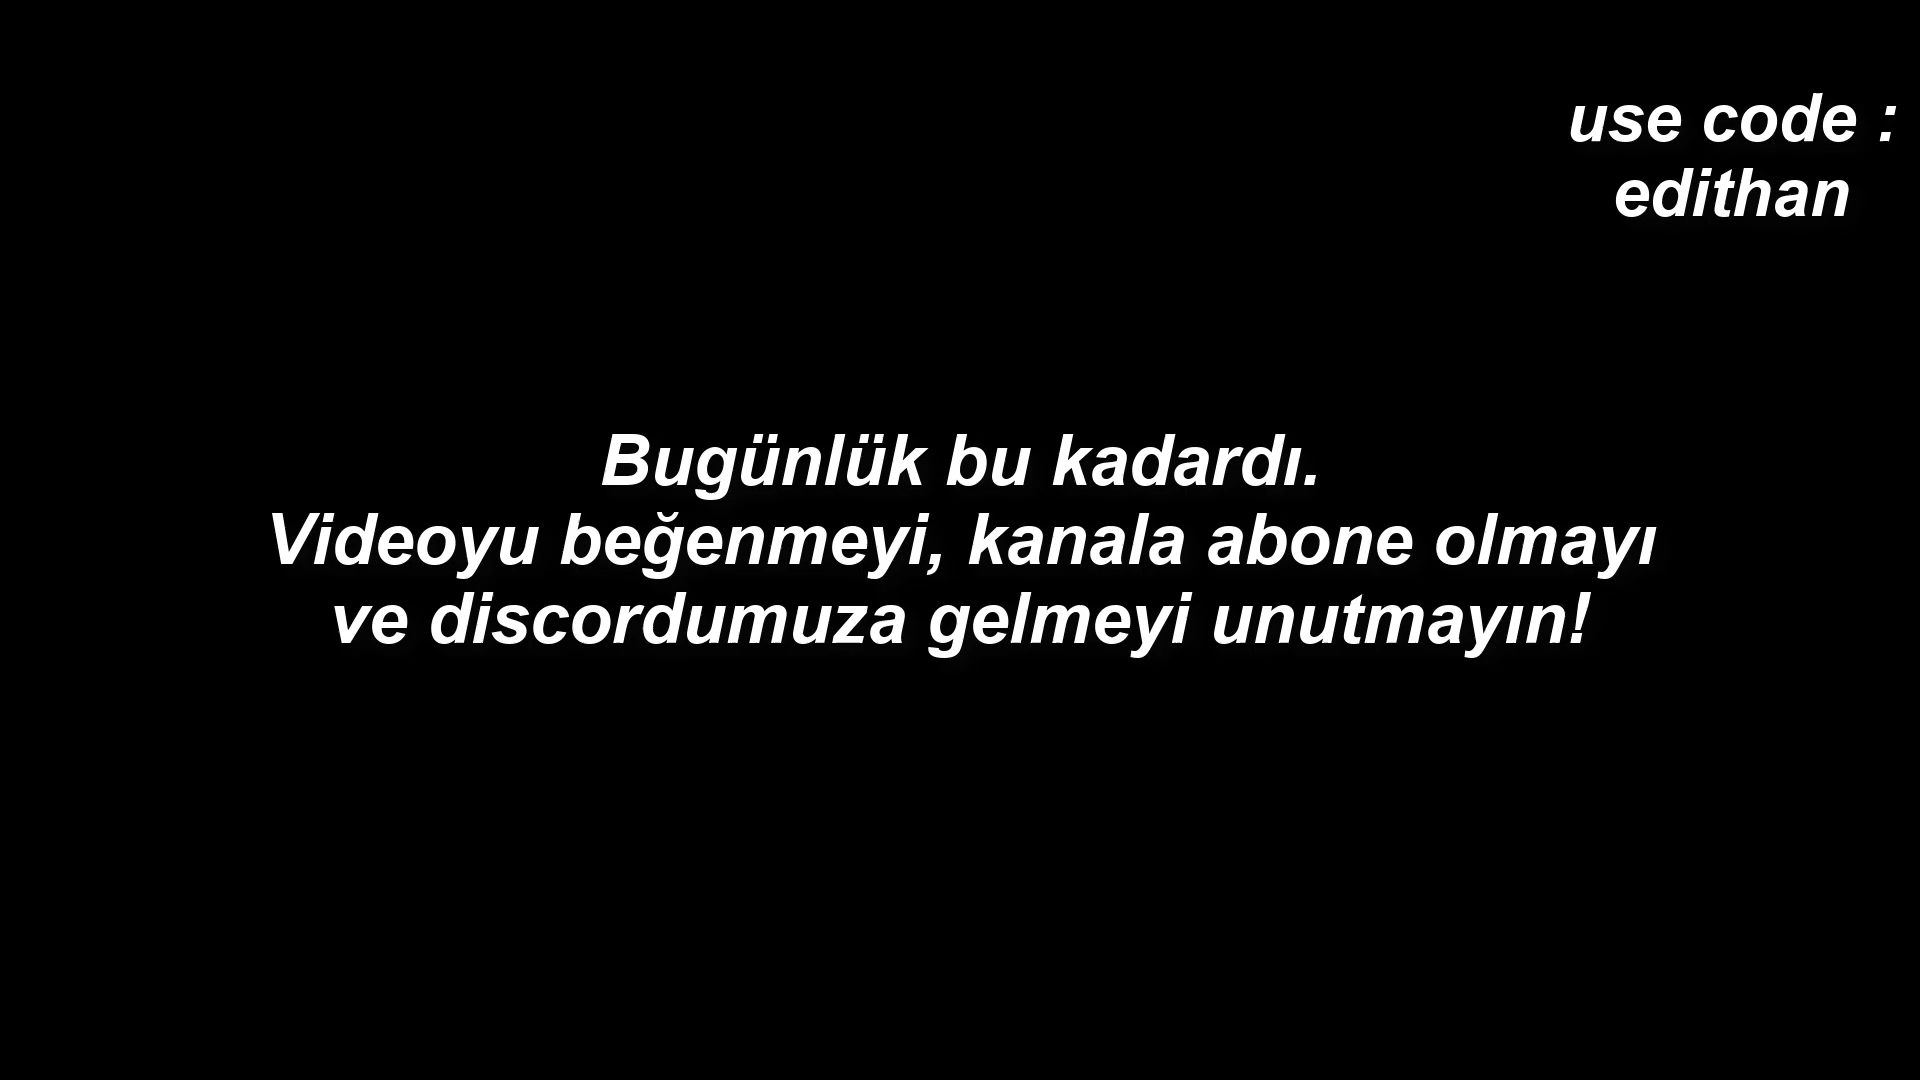 use code :
edithan
Bugünlük bu kadardı.
Videoyu beğenmeyi, kanala abone olmayı
ve discordumuza gelmeyi unutmayın!